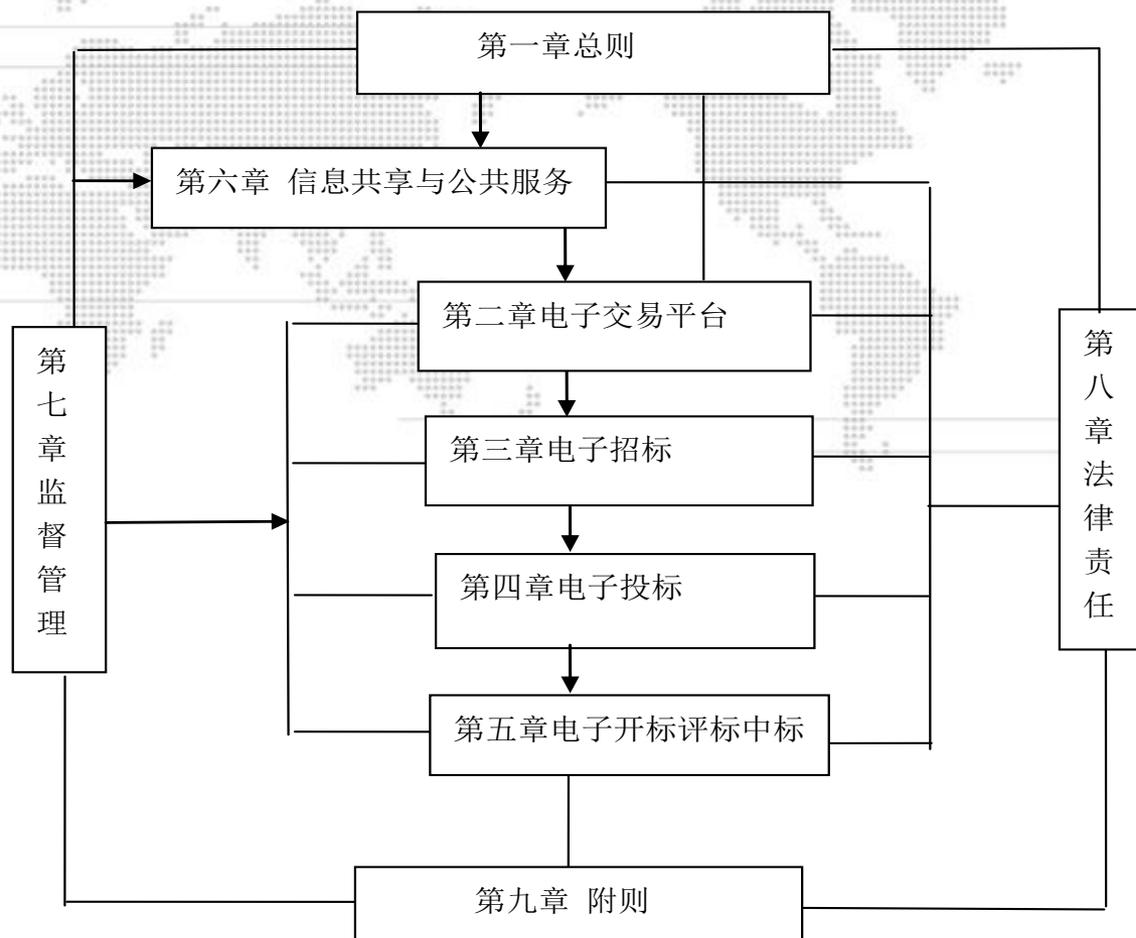 第一章总则
第六章 信息共享与公共服务
第二章电子交易平台
第三章电子招标
第四章电子投标
第五章电子开标评标中标
第七章监督管理
第八章法律责任
第九章 附则